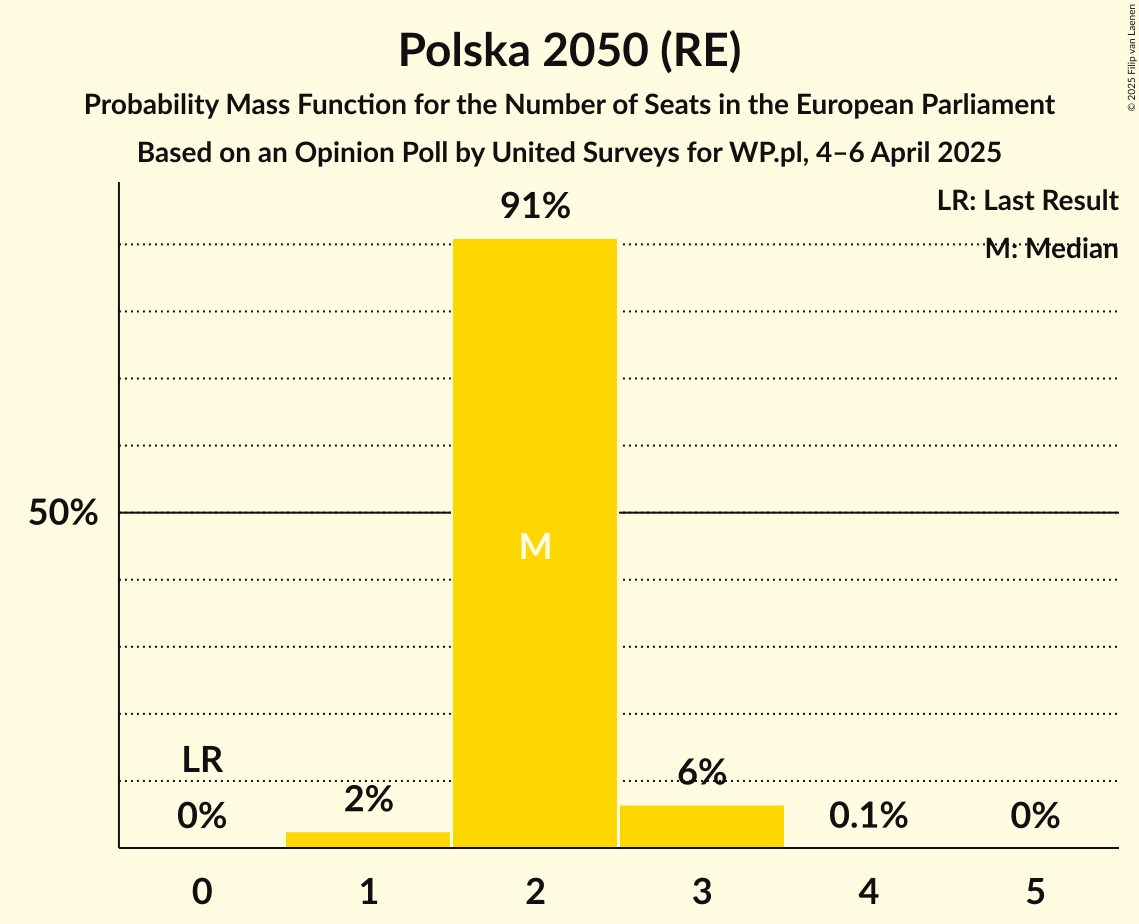 Polska 2050 (RE)
Probability Mass Function for the Number of Seats in the European Parliament
Based on an Opinion Poll by United Surveys for WP.pl, 4–6 April 2025
© 2025 Filip van Laenen
LR: Last Result
M: Median
91%
50%
M
LR
0%
2%
6%
0.1%
0%
0 1 2 3 4 5